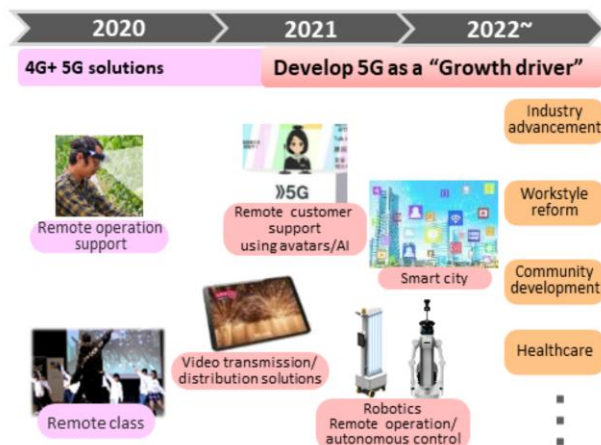 2020
2021
2022~
4G+ 5G solutions
Develop 5G as a “Growth driver”
Industry
advancement
Remote operation
support
»5G
Remote customer
support
using avatars/AI
Workstyle
reform
Smart city
Community
development
Video transmission/
distribution solutions
Healthcare
Remote class
Robotics
Remote operation/
autonomous control